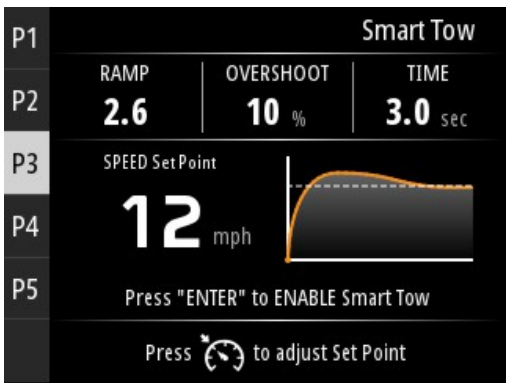 Smart Tow
P1
P2
P3
P4
P5
RAMP
2.6
OVERSHOOT
10 %
TIME
3.0 sec
SPEED Set Point
12 mph
Press "ENTER" to ENABLE Smart Tow
Press to adjust Set Point